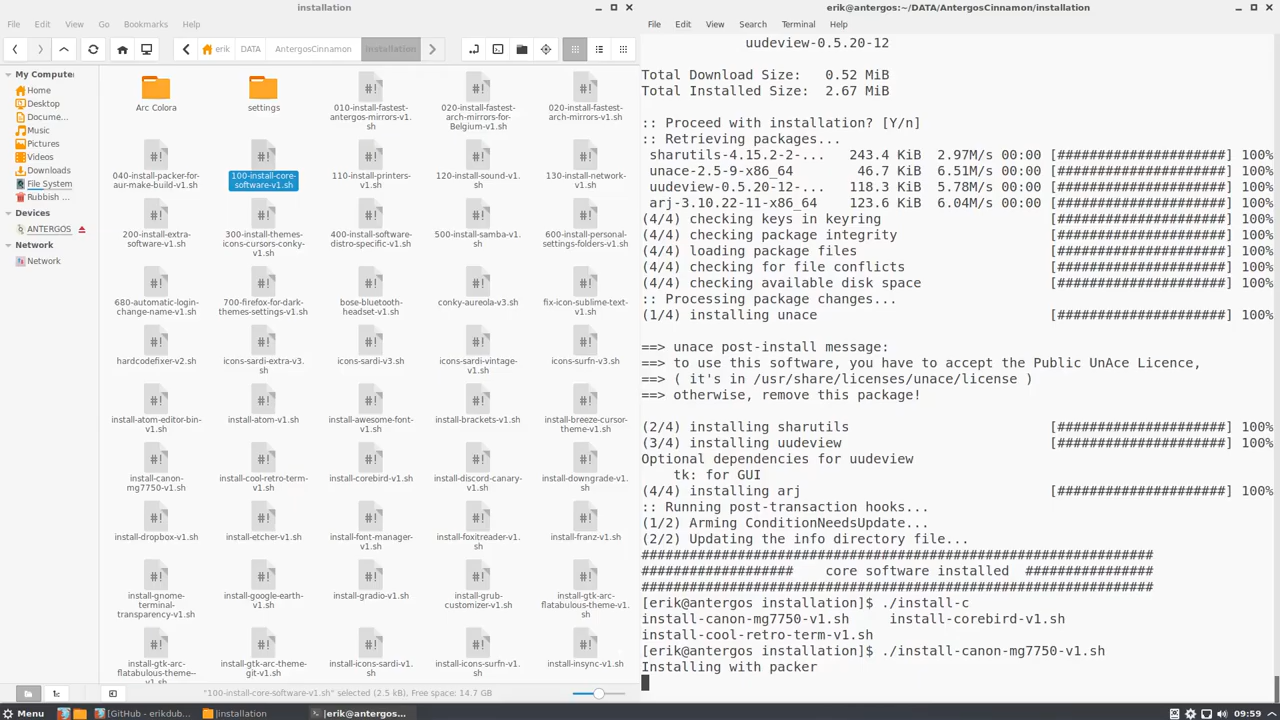 installation
File Edit View Go Bookmarks Help
erik DATA AntergosCinnamon installation
My Compute
Home
Desktop
Docume...
Music
Pictures
Videos
Downloads
File System
Rubbish ...
Devices
ANTERGOS
Network
Network
Arc Colora
settings
010-install-fastest-
antergos-mirrors-v1.
sh
020-install-fastest-
arch-mirrors-for-
Belgium-v1.sh
020-install-fastest-
arch-mirrors-v1.sh
040-install-packer-for-
aur-make-build-v1.sh
100-install-core-
software-v1.sh
110-install-printers-
v1.sh
120-install-sound-v1.
sh
130-install-network-
v1.sh
200-install-extra-
software-v1.sh
300-install-themes-
icons-cursors-conky-
v1.sh
400-install-software-
distro-specific-v1.sh
500-install-samba-v1.
sh
600-install-personal-
settings-folders-v1.sh
680-automatic-login-
change-name-v1.sh
700-firefox-for-dark-
themes-settings-v1.sh
bose-bluetooth-
headset-v1.sh
conky-aureola-v3.sh
fix-icon-sublime-text-
v1.sh
hardcodefixer-v2.sh
icons-sardi-extra-v3.
sh
icons-sardi-v3.sh
icons-sardi-vintage-
v1.sh
icons-surfn-v3.sh
install-atom-editor-bin-
v1.sh
install-atom-v1.sh
install-awesome-font-
v1.sh
install-brackets-v1.sh
install-breeze-cursor-
theme-v1.sh
install-canon-
mg7750-v1.sh
install-cool-retro-term-
v1.sh
install-corebird-v1.sh
install-discord-canary-
v1.sh
install-downgrade-v1.
sh
install-dropbox-v1.sh
install-etcher-v1.sh
install-font-manager-
v1.sh
install-foxitreader-v1.
sh
install-franz-v1.sh
install-gnome-
terminal-
transparency-v1.sh
install-google-earth-
v1.sh
install-gradio-v1.sh
install-grub-
customizer-v1.sh
install-gtk-arc-
flatabulous-theme-v1.
sh
install-gtk-arc-
flatabulous-theme--
v1.sh
install-gtk-arc-theme-
git-v1.sh
install-icons-sardi-v1.
sh
install-icons-surfn-v1.
sh
install-insync-v1.sh
"100-install-core-software-v1.sh" selected (2.5 kB), Free space: 14.7 GB
erik@antergos:~/DATA/AntergosCinnamon/installation
File Edit View Search Terminal Help
uudeview-0.5.20-12
Total Download Size: 0.52 MiB
Total Installed Size: 2.67 MiB
:: Proceed with installation? [Y/n]
:: Retrieving packages...
sharutils-4.15.2-2-... 243.4 KiB 2.97M/s 00:00 [#####################] 100%
unace-2.5-9-x86_64 46.7 KiB 6.51M/s 00:00 [#####################] 100%
uudeview-0.5.20-12-... 118.3 KiB 5.78M/s 00:00 [#####################] 100%
arj-3.10.22-11-x86_64 123.6 KiB 6.04M/s 00:00 [#####################] 100%
(4/4) checking keys in keyring [#####################] 100%
(4/4) checking package integrity [#####################] 100%
(4/4) loading package files [#####################] 100%
(4/4) checking for file conflicts [#####################] 100%
(4/4) checking available disk space [#####################] 100%
:: Processing package changes...
(1/4) installing unace [#####################] 100%
==> unace post-install message:
==> to use this software, you have to accept the Public UnAce Licence,
==> ( it's in /usr/share/licenses/unace/license )
==> otherwise, remove this package!
(2/4) installing sharutils [#####################] 100%
(3/4) installing uudeview [#####################] 100%
Optional dependencies for uudeview
tk: for GUI
(4/4) installing arj [#####################] 100%
:: Running post-transaction hooks...
(1/2) Arming ConditionNeedsUpdate...
(2/2) Updating the info directory file...
################################################################
################### core software installed ################
################################################################
[erik@antergos installation]$ ./install-c
install-canon-mg7750-v1.sh install-corebird-v1.sh
install-cool-retro-term-v1.sh
[erik@antergos installation]$ ./install-canon-mg7750-v1.sh
Installing with packer
Menu [GitHub - erikdub... installation erik@antergos... 09:59